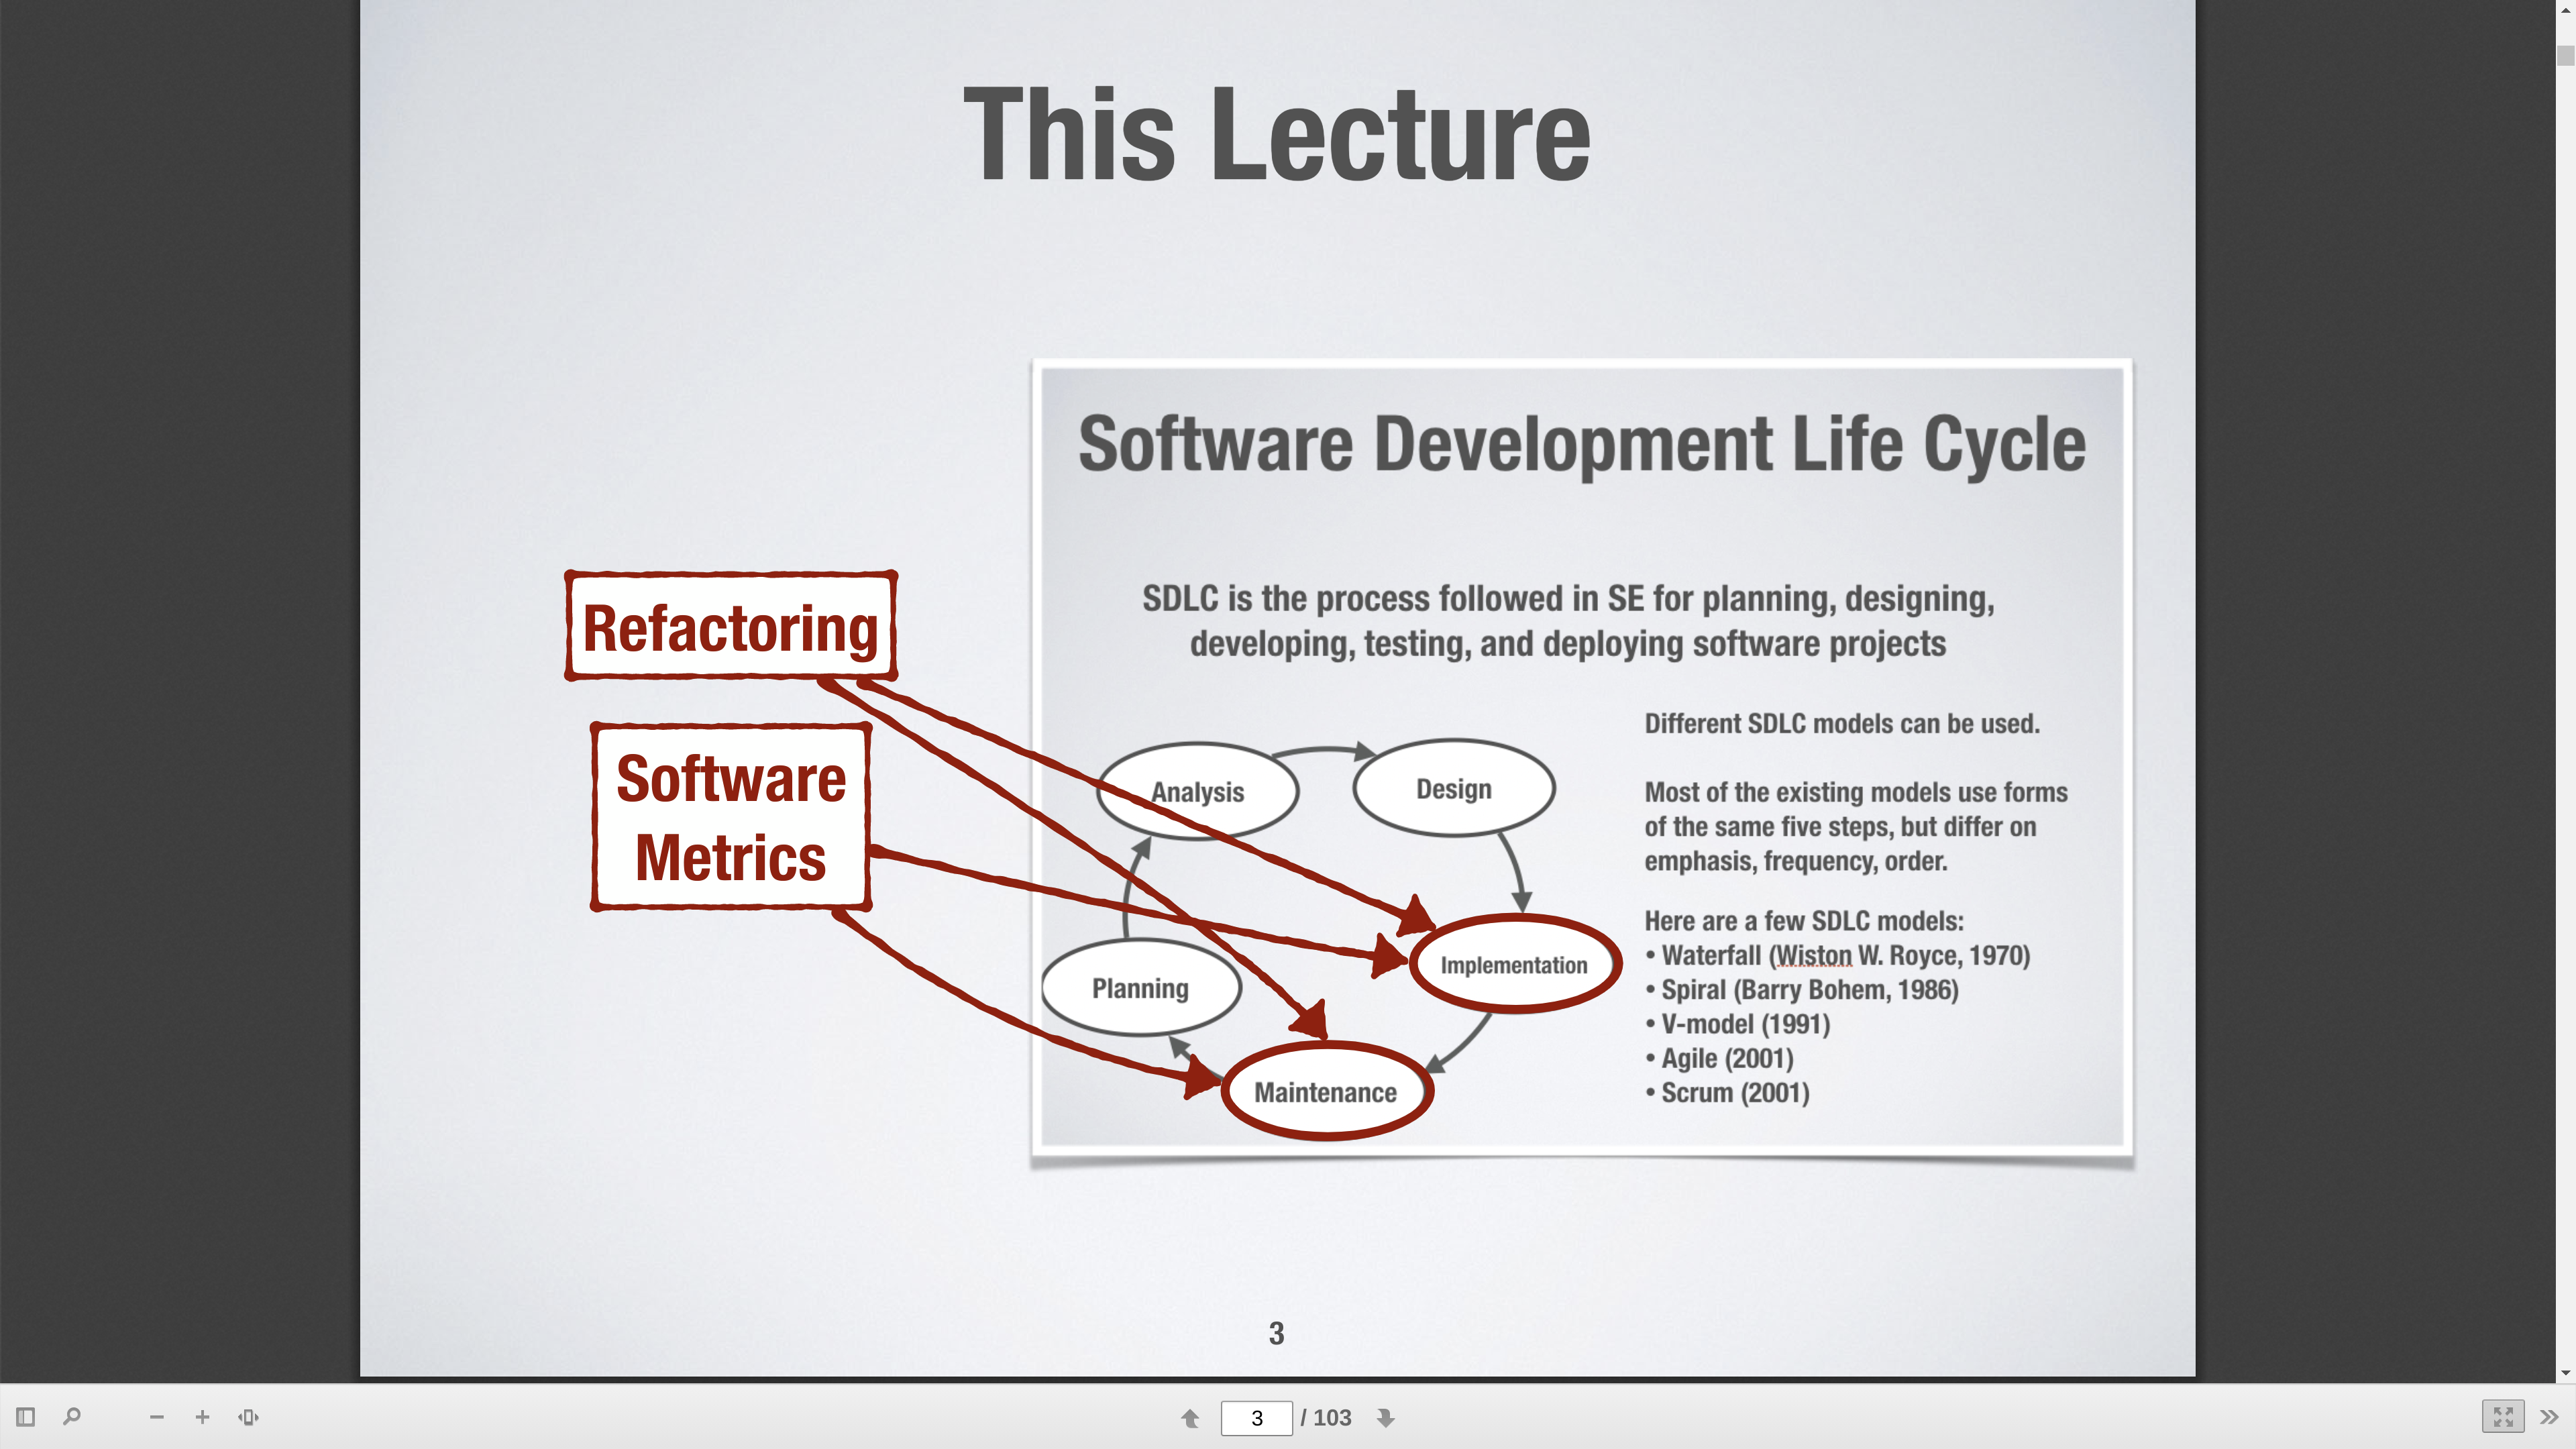 This Lecture
Software Development Life Cycle
SDLC is the process followed in SE for planning, designing,
developing, testing, and deploying software projects
Refactoring
Software
Metrics
Analysis
Design
Implementation
Maintenance
Planning
Different SDLC models can be used.
Most of the existing models use forms
of the same five steps, but differ on
emphasis, frequency, order.
Here are a few SDLC models:
• Waterfall (Wiston W. Royce, 1970)
• Spiral (Barry Bohem, 1986)
• V-model (1991)
• Agile (2001)
• Scrum (2001)
3
3 / 103